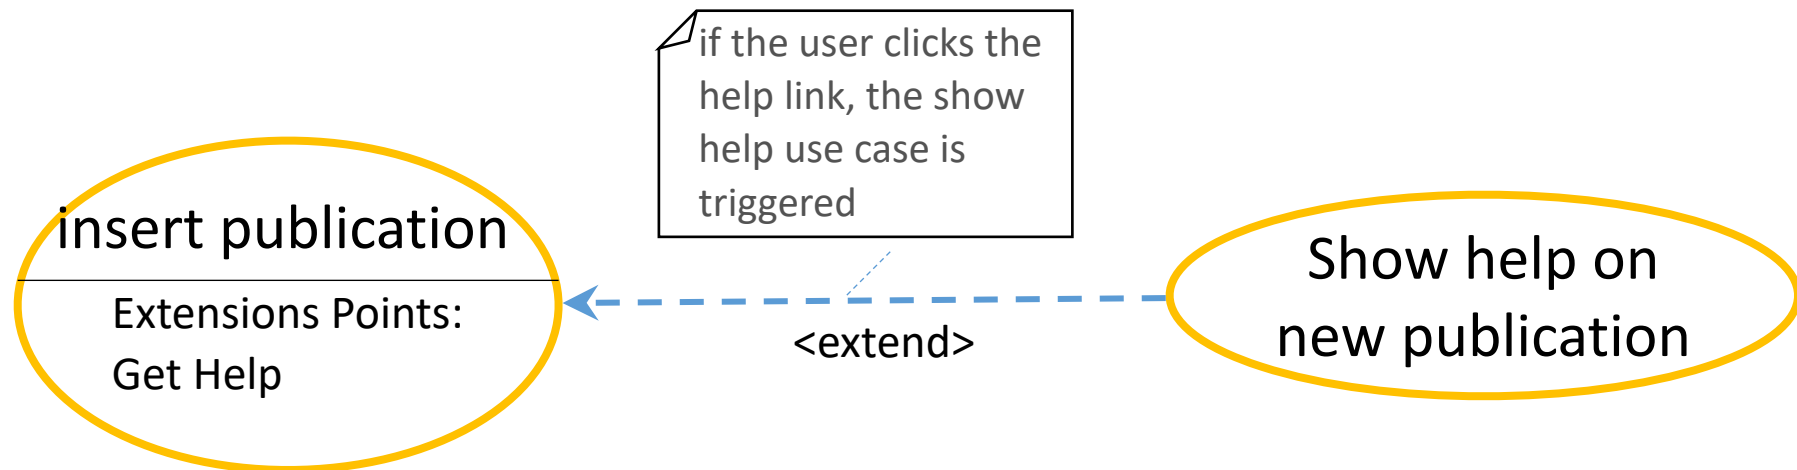 if the user clicks the
help link, the show
help use case is
triggered
insert publication
Extensions Points:
Get Help
<extend>
Show help on
new publication